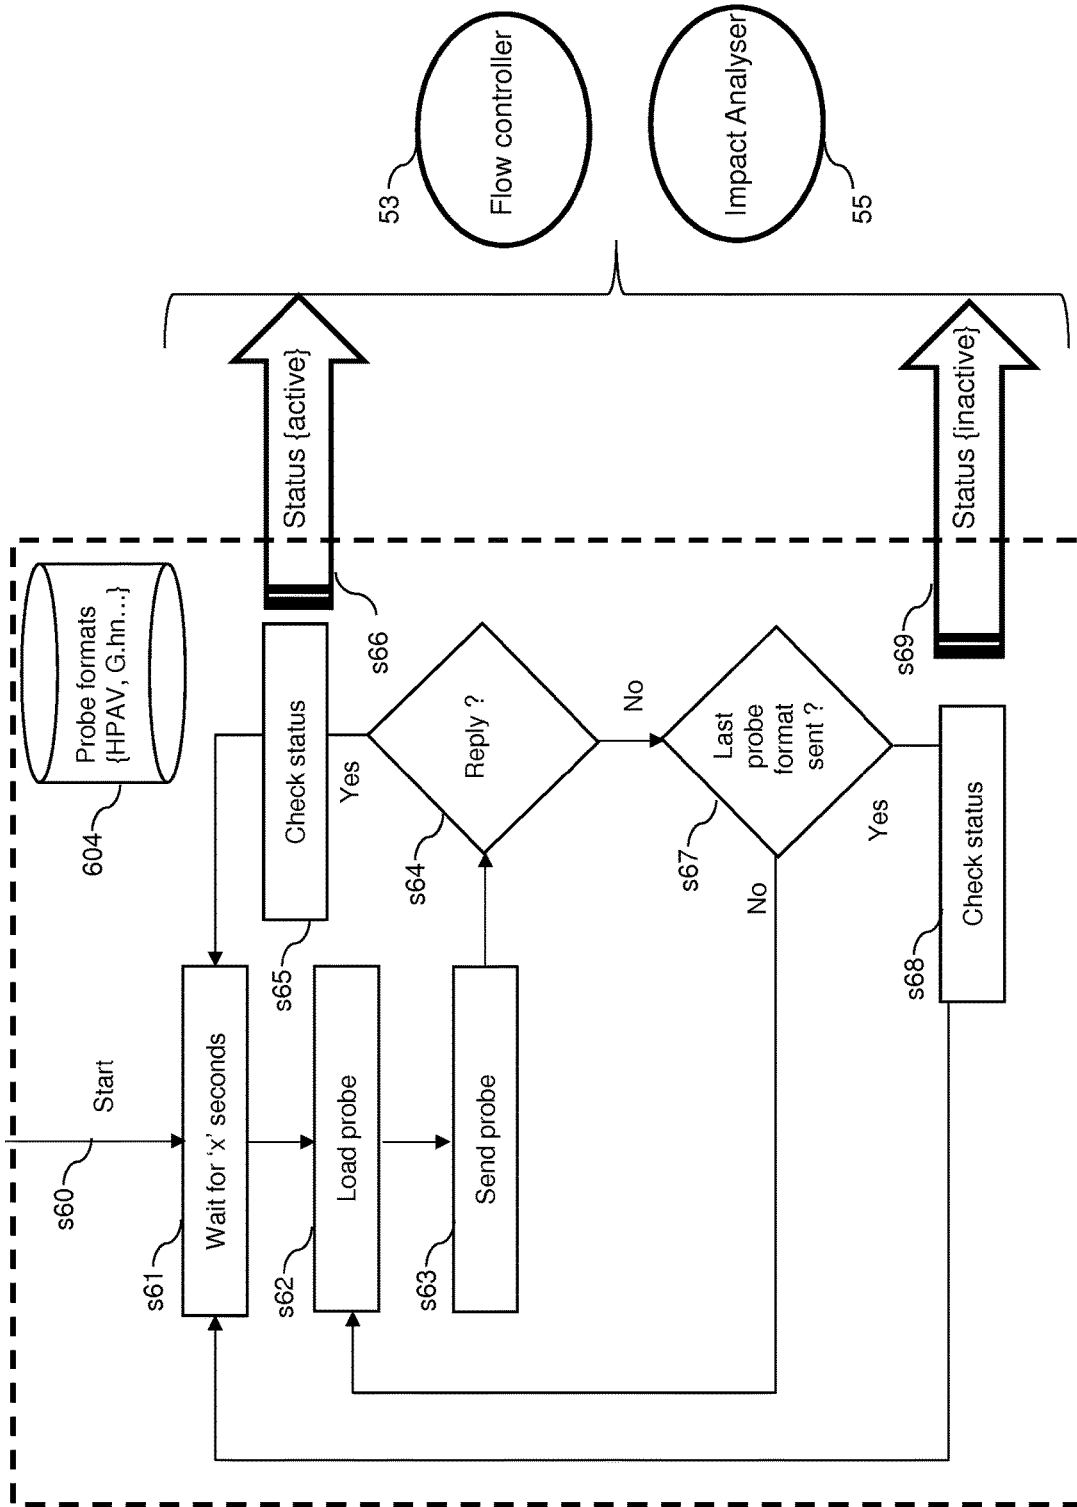 s60
Start
604
Probe formats
{HPAV, G.hn...}
s61
Wait for 'x' seconds
s65
Check status
s66
Status {active}
53
Flow controller
s62
Load probe
Yes
s63
Send probe
s64
Reply ?
No
s67
Last
probe
format
sent ?
No
Yes
55
Impact Analyser
s68
Check status
s69
Status {inactive}